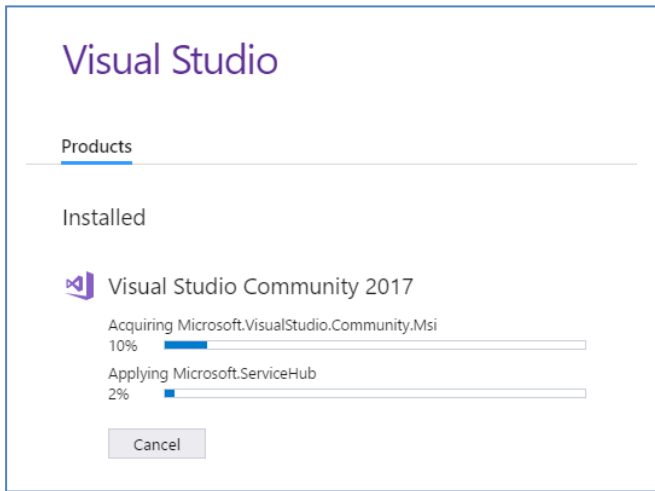 Visual Studio
Products
Installed
Visual Studio Community 2017
Acquiring Microsoft.VisualStudio.Community.Msi
10%
Applying Microsoft.ServiceHub
2%
Cancel